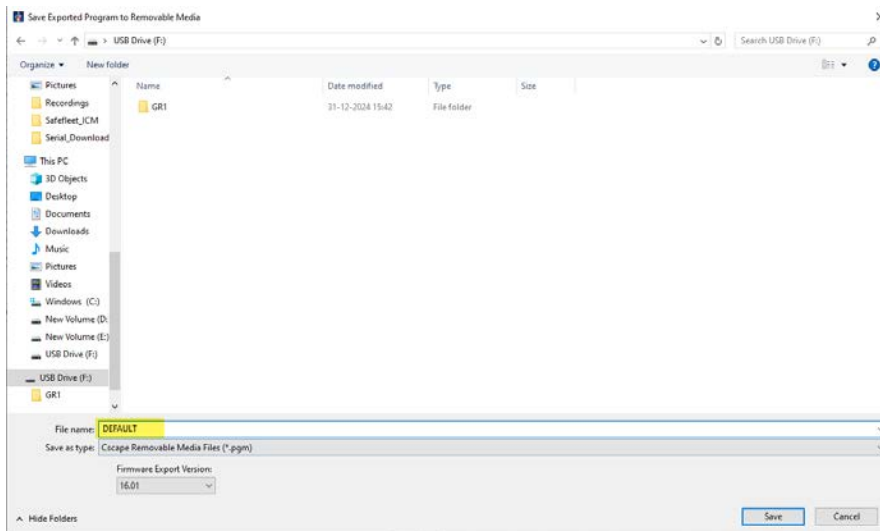 Save Exported Program to Removable Media
USB Drive (F:)
Search USB Drive (F:)
Organize
New folder
Name
Date modified
Type
Size
GR1
31-12-2024 15:42
File folder
Pictures
Recordings
Safefleet_ICM
Serial_Download
This PC
3D Objects
Desktop
Documents
Downloads
Music
Pictures
Videos
Windows (C:)
New Volume (D:
New Volume (E:)
USB Drive (F:)
USB Drive (F:)
GR1
File name: DEFAULT
Save as type: Cscape Removable Media Files (*.pgm)
Firmware Export Version:
16.01
Hide Folders
Save
Cancel